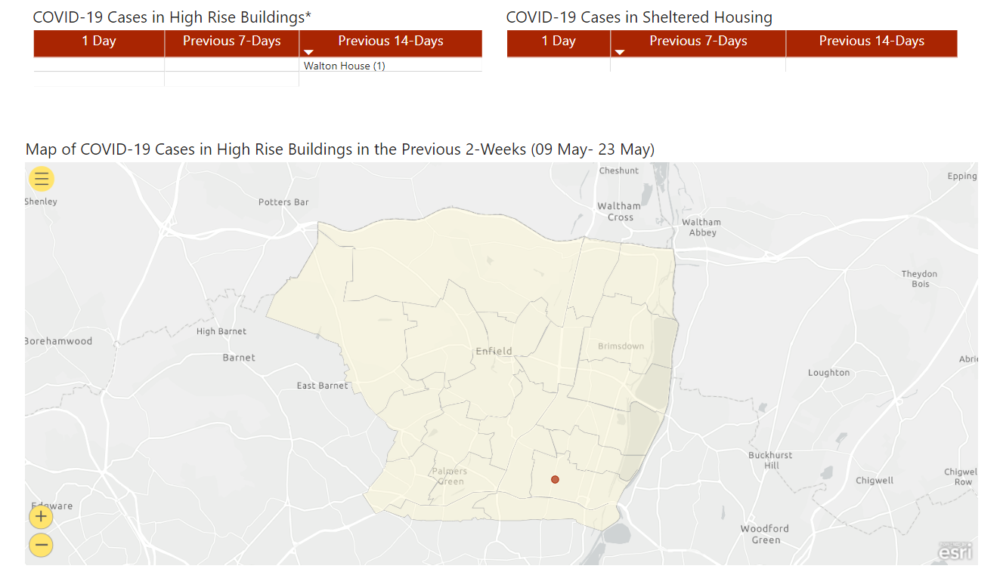 COVID-19 Cases in High Rise Buildings*
COVID-19 Cases in Sheltered Housing
1 Day
Previous 7-Days
Previous 14-Days
1 Day
Previous 7-Days
Previous 14-Days
Walton House (1)
Map of COVID-19 Cases in High Rise Buildings in the Previous 2-Weeks (09 May- 23 May)
Cheshunt
Epping
Shenley
Potters Bar
Waltham
Cross
Waltham
Abbey
Theydon
Bois
High Barnet
Borehamwood
Barnet
Enfield
Brimsdown
Abri
Loughton
East Barnet
Buckhurst
Hill
Palmers
Green
Chigwell
Chigwel
Row
Edgware
Woodford
Green
esri